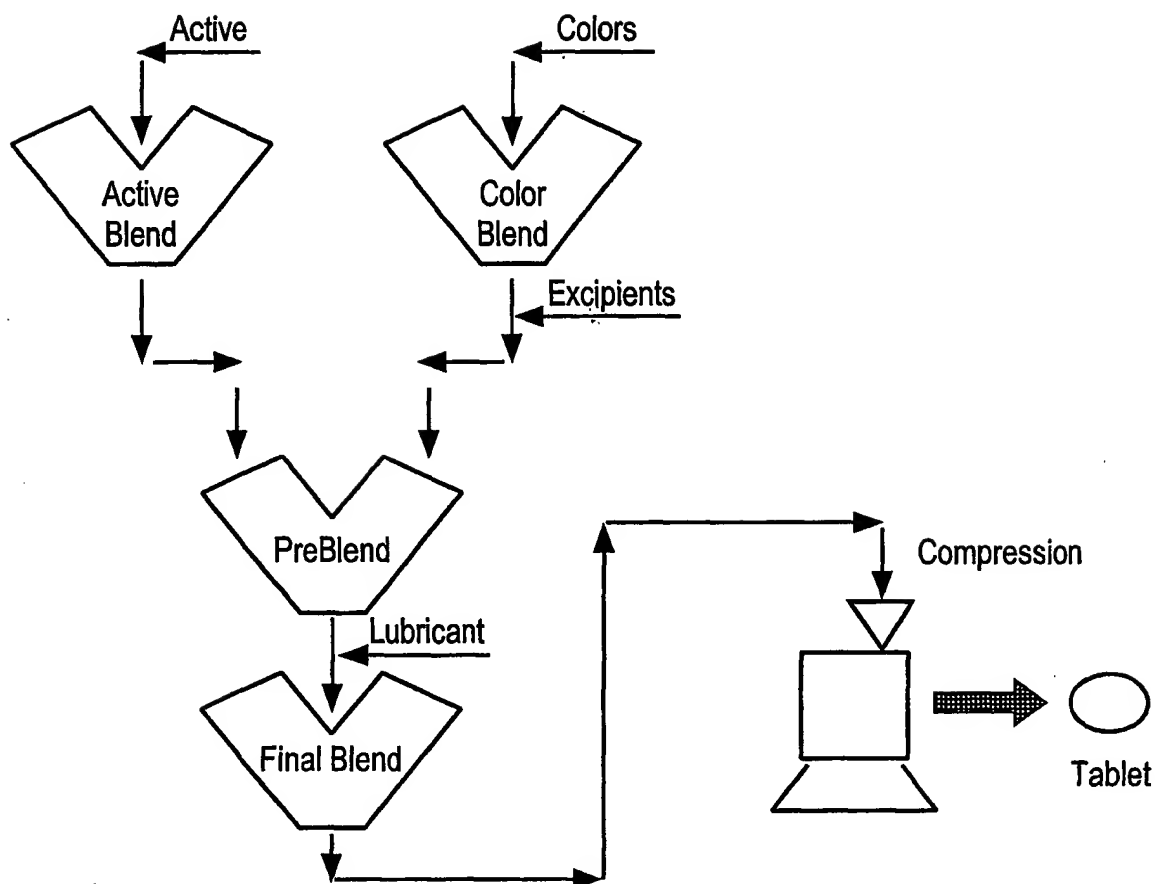 Active
Colors
Active
Blend
Color
Blend
Excipients
PreBlend
Compression
Lubricant
Final Blend
Tablet